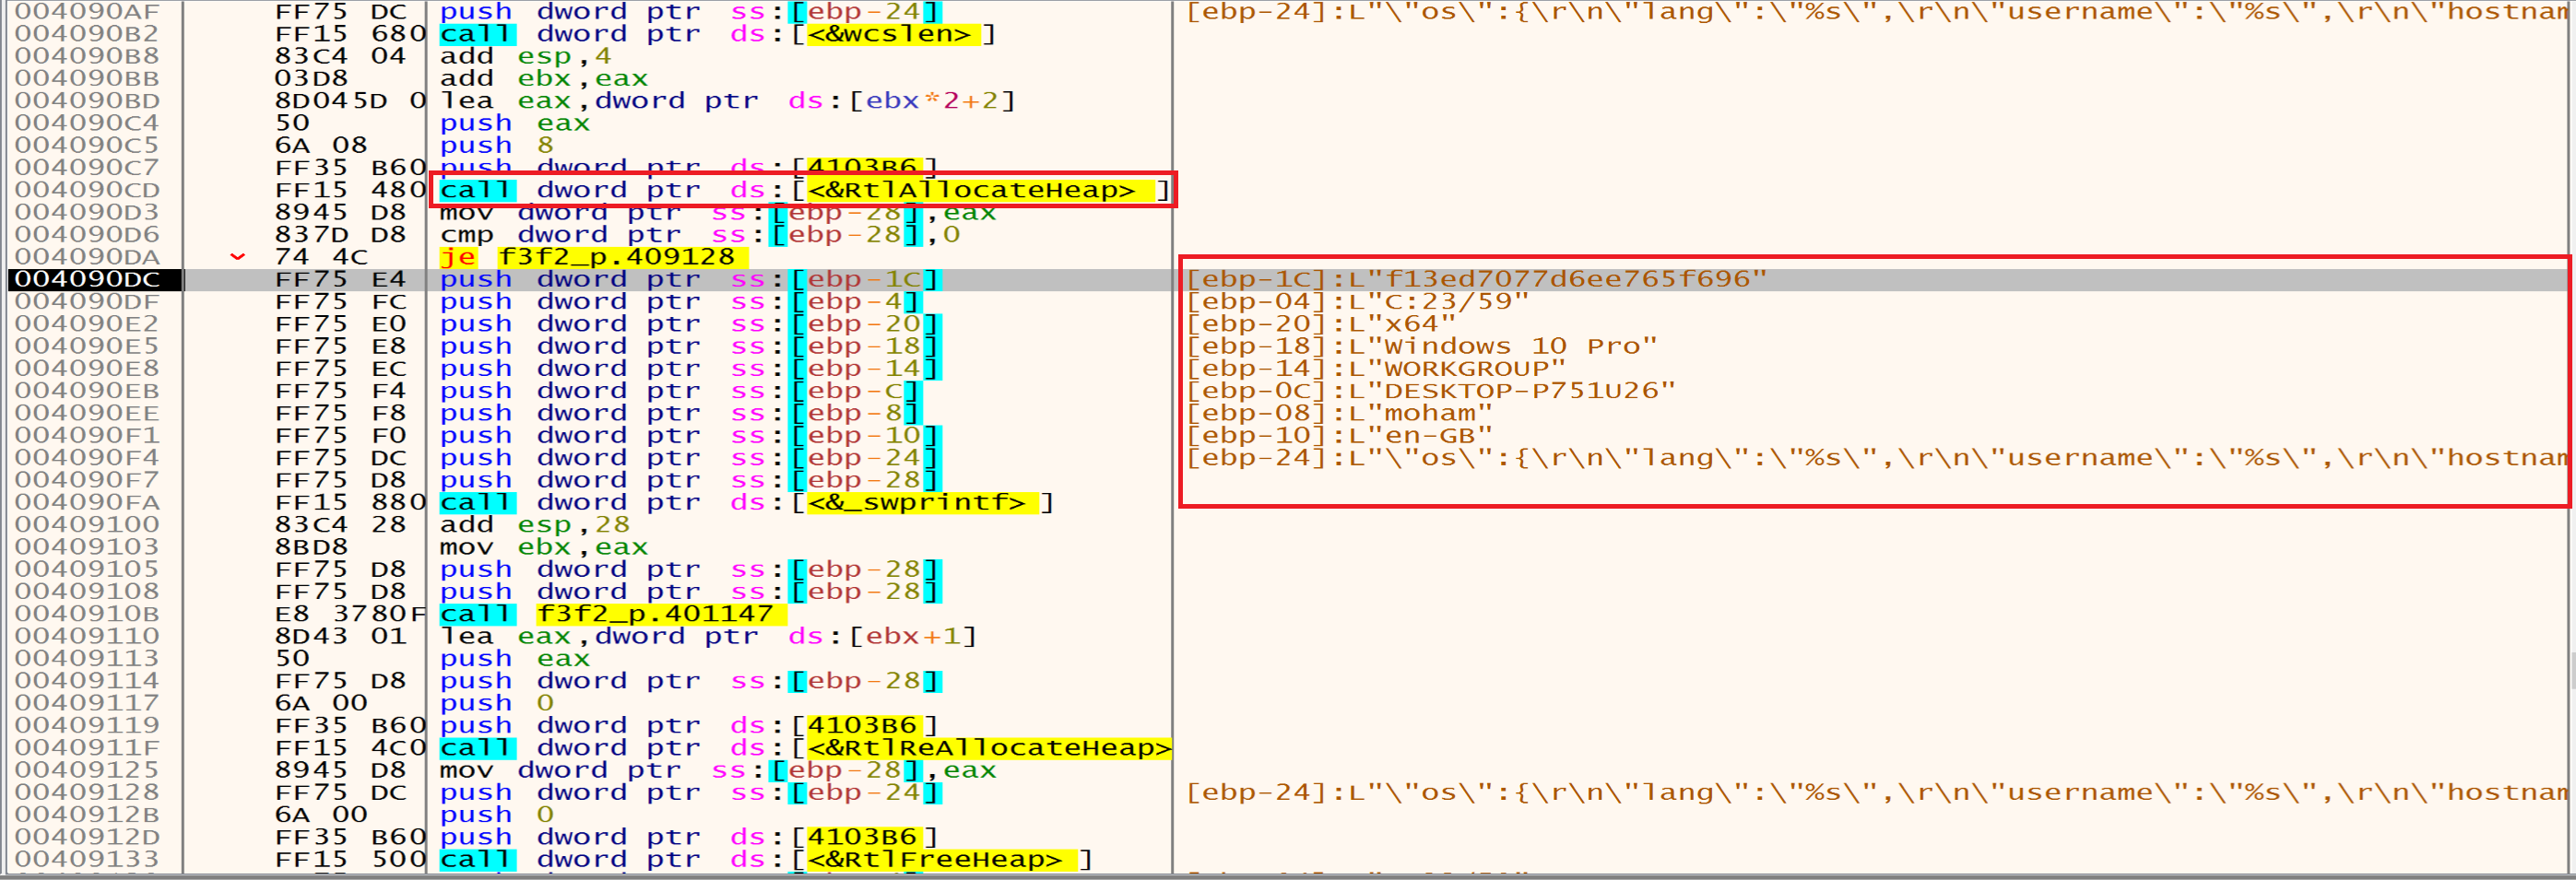 004090AF FF75 DC push dword ptr ss:[ebp-24] [ebp-24]:L"\"os\":{\r\n\"lang\":\"%s\",\r\n\"username\":\"%s\",\r\n\"hostnam
004090B2 FF15 680 call dword ptr ds:[<&wcslen>]
004090B8 83C4 04 add esp,4
004090BB 03D8 add ebx,eax
004090BD 8D045D 0 lea eax,dword ptr ds:[ebx*2+2]
004090C4 50 push eax
004090C5 6A 08 push 8
004090C7 FF35 B60 push dword ptr ds:[4103B6]
004090CD FF15 480 call dword ptr ds:[<&RtlAllocateHeap>]
004090D3 8945 D8 mov dword ptr ss:[ebp-28],eax
004090D6 837D D8 cmp dword ptr ss:[ebp-28],0
004090DA 74 4C je f3f2_p.409128
004090DC FF75 E4 push dword ptr ss:[ebp-1C] [ebp-1C]:L"f13ed7077d6ee765f696"
004090DF FF75 FC push dword ptr ss:[ebp-4] [ebp-04]:L"C:23/59"
004090E2 FF75 E0 push dword ptr ss:[ebp-20] [ebp-20]:L"x64"
004090E5 FF75 E8 push dword ptr ss:[ebp-18] [ebp-18]:L"Windows 10 Pro"
004090E8 FF75 EC push dword ptr ss:[ebp-14] [ebp-14]:L"WORKGROUP"
004090EB FF75 F4 push dword ptr ss:[ebp-C] [ebp-0C]:L"DESKTOP-P751U26"
004090EE FF75 F8 push dword ptr ss:[ebp-8] [ebp-08]:L"moham"
004090F1 FF75 F0 push dword ptr ss:[ebp-10] [ebp-10]:L"en-GB"
004090F4 FF75 DC push dword ptr ss:[ebp-24] [ebp-24]:L"\"os\":{\r\n\"lang\":\"%s\",\r\n\"username\":\"%s\",\r\n\"hostnam
004090F7 FF75 D8 push dword ptr ss:[ebp-28]
004090FA FF15 880 call dword ptr ds:[<&_swprintf>]
00409100 83C4 28 add esp,28
00409103 8BD8 mov ebx,eax
00409105 FF75 D8 push dword ptr ss:[ebp-28]
00409108 FF75 D8 push dword ptr ss:[ebp-28]
0040910B E8 3780F call f3f2_p.401147
00409110 8D43 01 lea eax,dword ptr ds:[ebx+1]
00409113 50 push eax
00409114 FF75 D8 push dword ptr ss:[ebp-28]
00409117 6A 00 push 0
00409119 FF35 B60 push dword ptr ds:[4103B6]
0040911F FF15 4C0 call dword ptr ds:[<&RtlReAllocateHeap>
00409125 8945 D8 mov dword ptr ss:[ebp-28],eax
00409128 FF75 DC push dword ptr ss:[ebp-24] [ebp-24]:L"\"os\":{\r\n\"lang\":\"%s\",\r\n\"username\":\"%s\",\r\n\"hostnam
0040912B 6A 00 push 0
0040912D FF35 B60 push dword ptr ds:[4103B6]
00409133 FF15 500 call dword ptr ds:[<&RtlFreeHeap>]